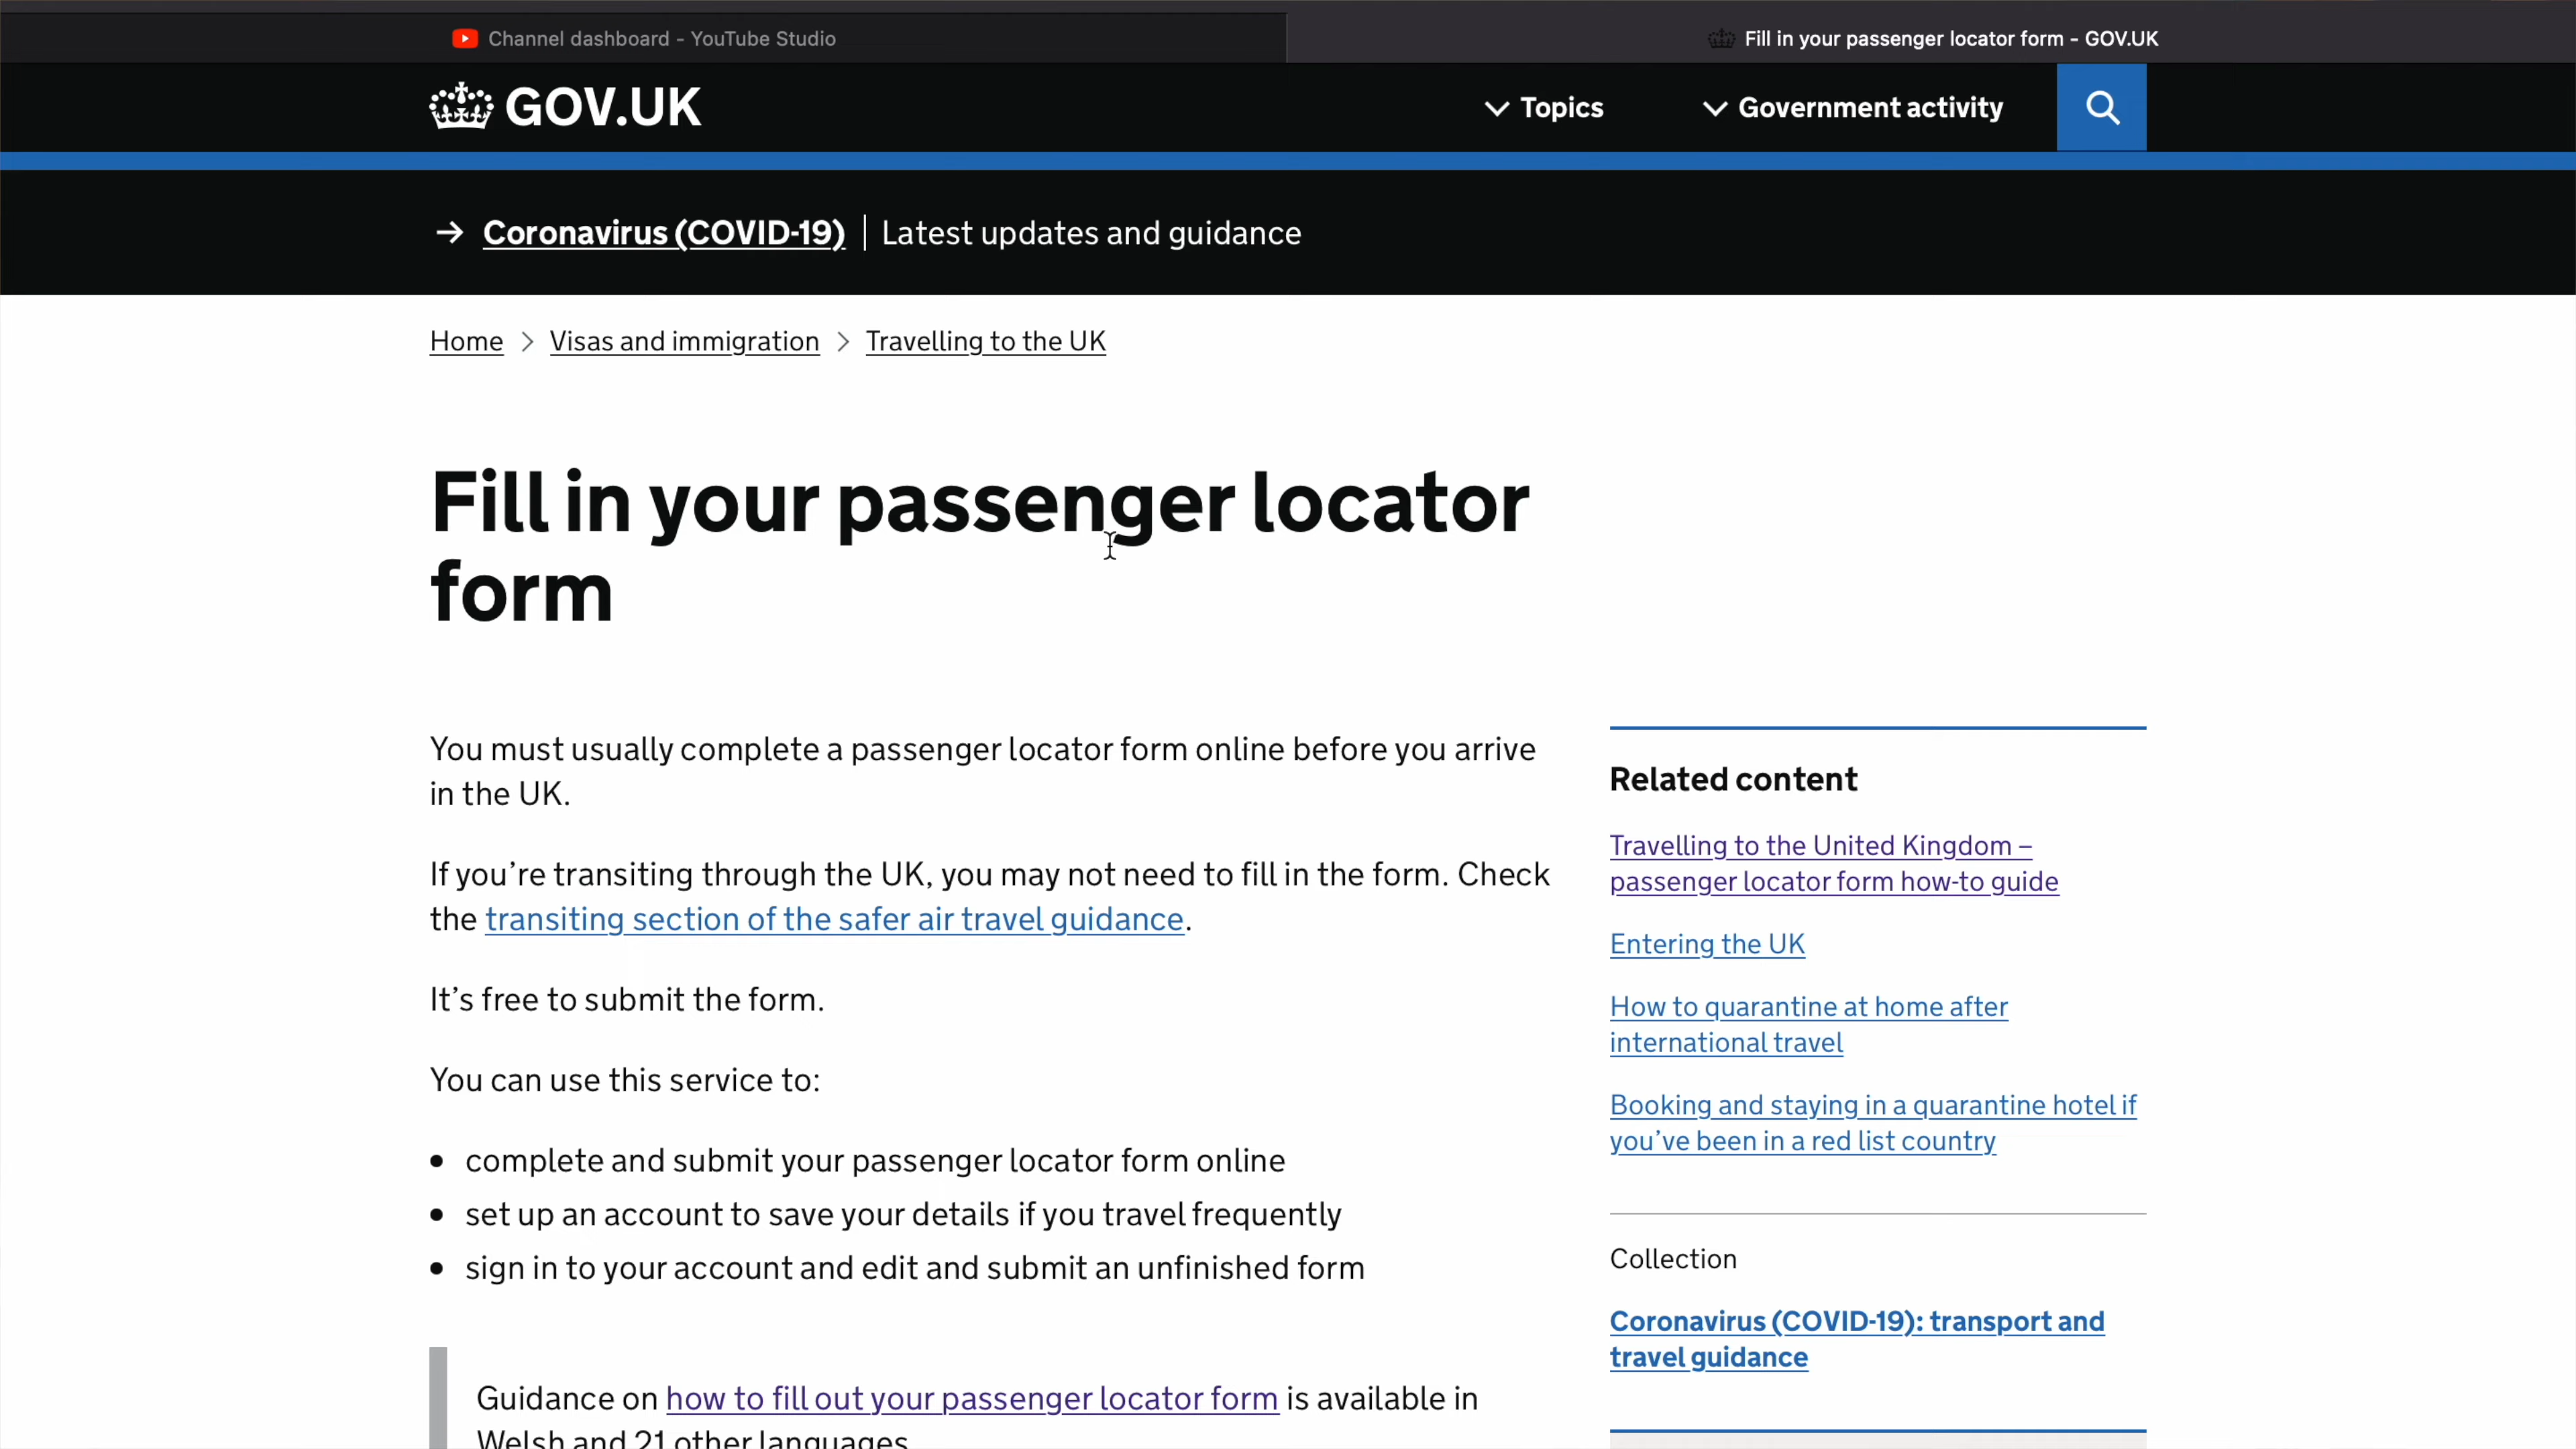 Channel dashboard - YouTube Studio
Fill in your passenger locator form - GOV.UK
GOV.UK
Topics
Government activity
Coronavirus (COVID-19) | Latest updates and guidance
Home > Visas and immigration > Travelling to the UK
Fill in your passenger locator
form
You must usually complete a passenger locator form online before you arrive
in the UK.
If you’re transiting through the UK, you may not need to fill in the form. Check
the transiting section of the safer air travel guidance.
It’s free to submit the form.
You can use this service to:
• complete and submit your passenger locator form online
• set up an account to save your details if you travel frequently
• sign in to your account and edit and submit an unfinished form
Guidance on how to fill out your passenger locator form is available in
Welsh and 21 other languages
Related content
Travelling to the United Kingdom –
passenger locator form how-to guide
Entering the UK
How to quarantine at home after
international travel
Booking and staying in a quarantine hotel if
you’ve been in a red list country
Collection
Coronavirus (COVID-19): transport and
travel guidance